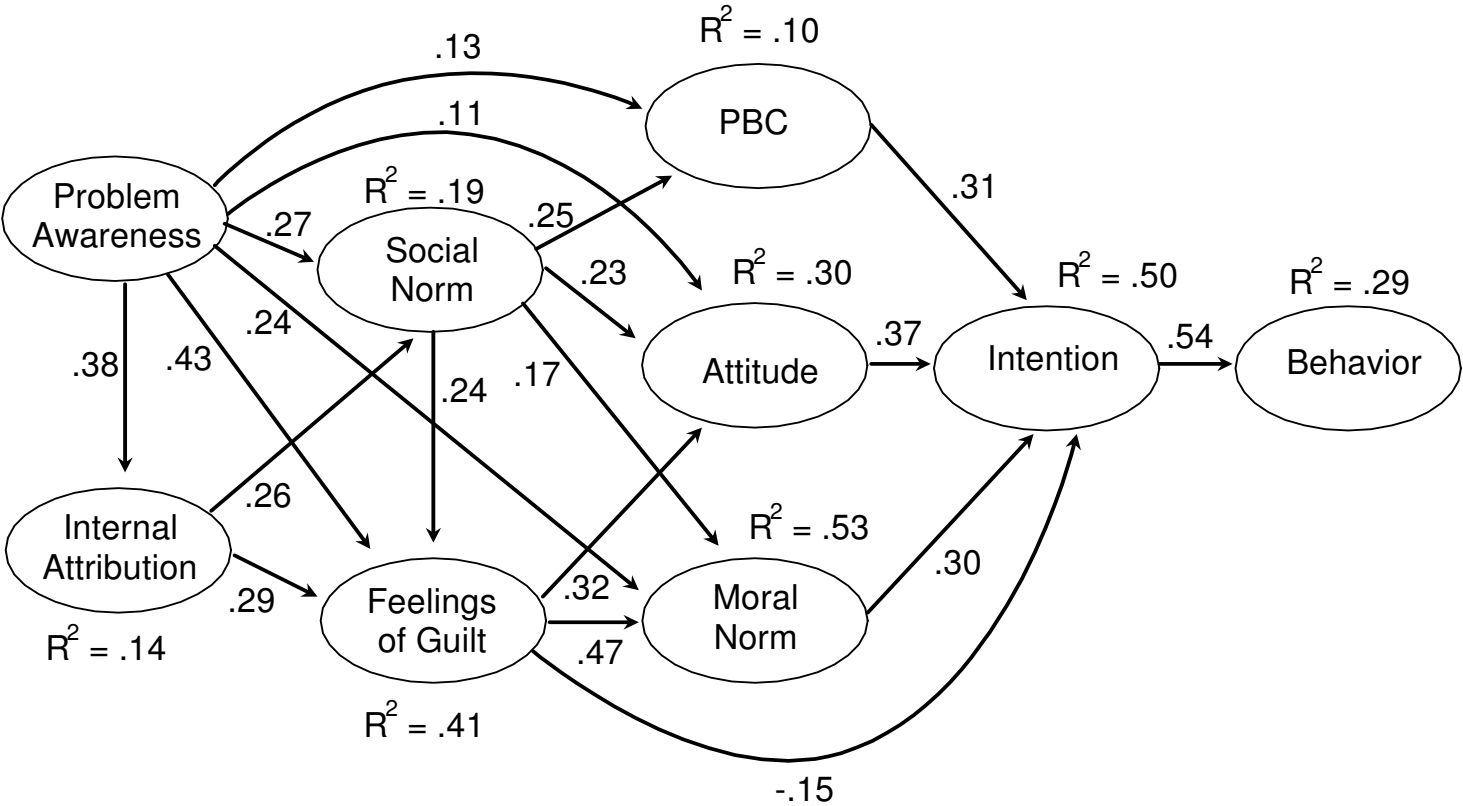 R² = .10
.13
.11
PBC
Problem
Awareness
R² = .19
.27
.25
.31
Social
Norm
.23
R² = .30
R² = .50
R² = .29
.24
.38
.43
.17
.24
Attitude
.37
Intention
.54
Behavior
.26
Internal
Attribution
R² = .53
.29
Feelings
of Guilt
.32
.47
Moral
Norm
.30
R² = .14
R² = .41
-.15